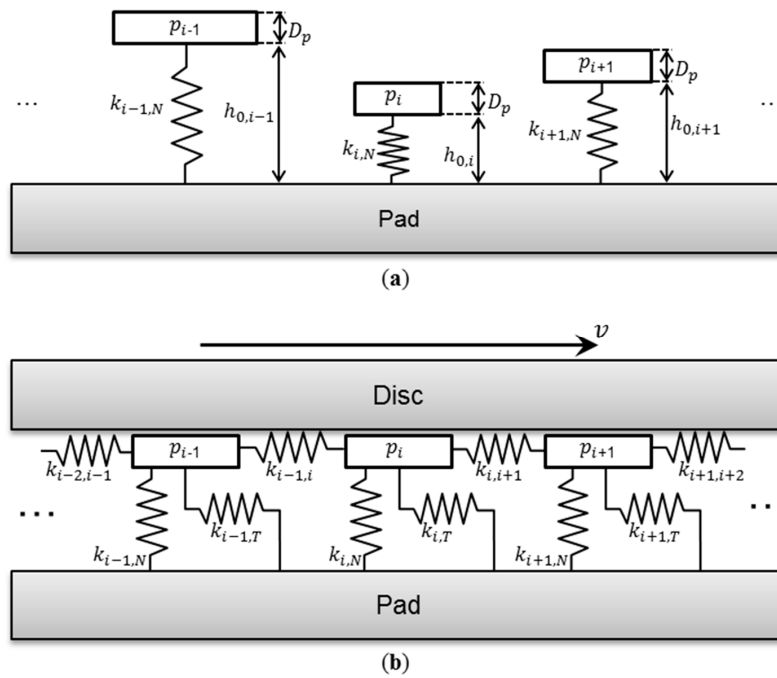 p_{i-1} D_p
p_{i+1} D_p
p_i D_p
... k_{i-1,N} h_{0,i-1} k_{i,N} h_{0,i} k_{i+1,N} h_{0,i+1} ...
Pad
(a)
v
Disc
p_{i-1} p_i p_{i+1}
k_{i-2,i-1} k_{i-1,i} k_{i,i+1} k_{i+1,i+2}
... k_{i-1,T} k_{i,T} k_{i+1,T} ...
k_{i-1,N} k_{i,N} k_{i+1,N}
Pad
(b)